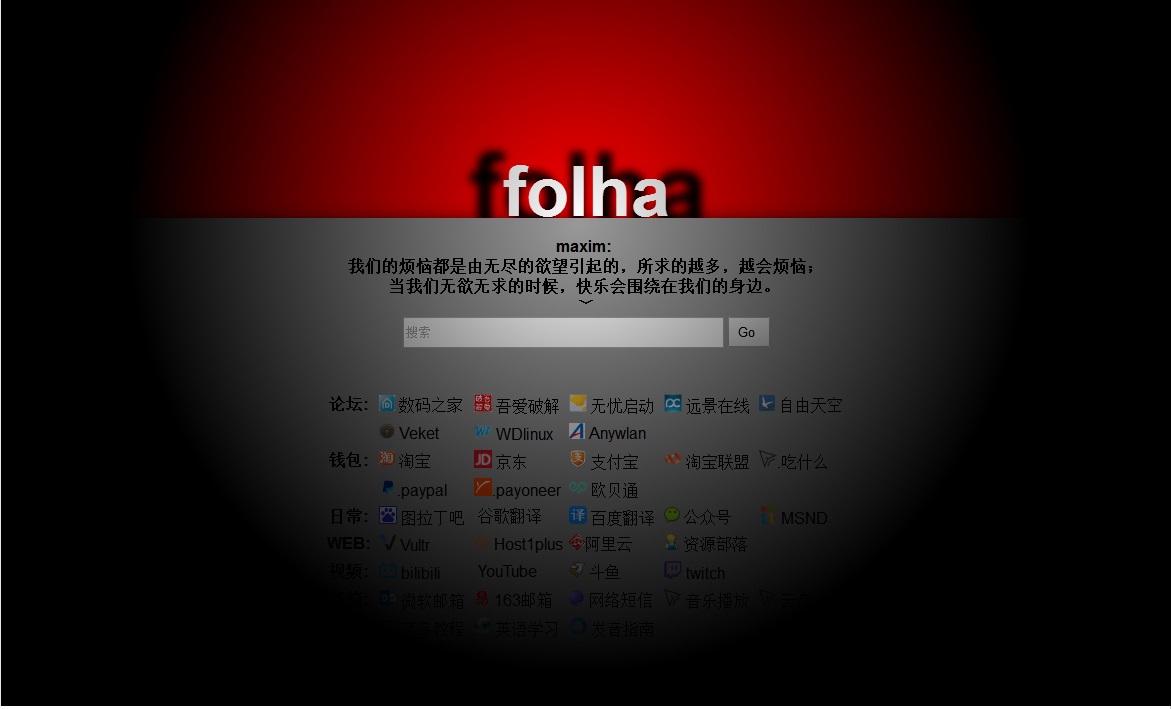 folha
maxim:
我们的烦恼都是由无尽的欲望引起的，所求的越多，越会烦恼；
当我们无欲无求的时候，快乐会围绕在我们的身边。
搜索 Go
论坛: 数码之家 吾爱破解 无忧启动 远景在线 自由天空
Veket WDlinux Anywlan
钱包: 淘宝 京东 支付宝 淘宝联盟 .吃什么
.paypal .payoneer 欧贝通
日常: 图拉丁吧 谷歌翻译 百度翻译 公众号 MSND
WEB: Vultr Host1plus 阿里云 资源部落
视频: bilibili YouTube 斗鱼 twitch
微软邮箱 163邮箱 网络短信 音乐播放
教程 英语学习 发音指南